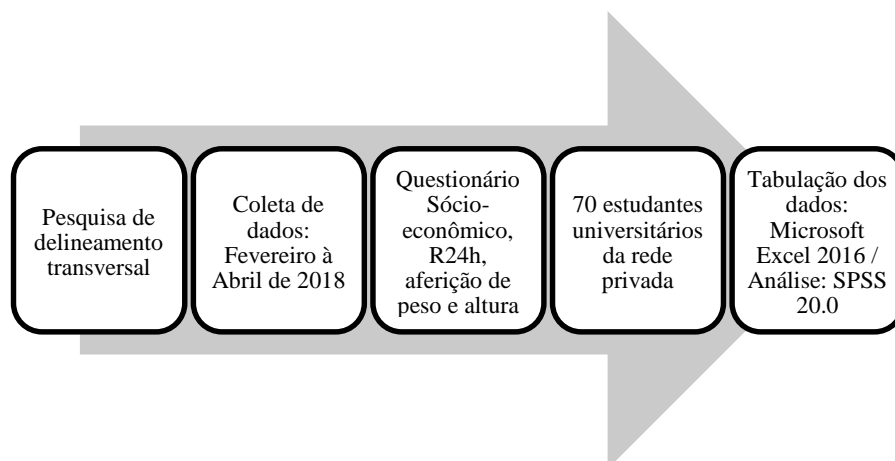 Pesquisa de
delineamento
transversal
Coleta de
dados:
Fevereiro à
Abril de 2018
Questionário
Sócio-
econômico,
R24h,
aferição de
peso e altura
70 estudantes
universitários
da rede
privada
Tabulação dos
dados:
Microsoft
Excel 2016 /
Análise: SPSS
20.0